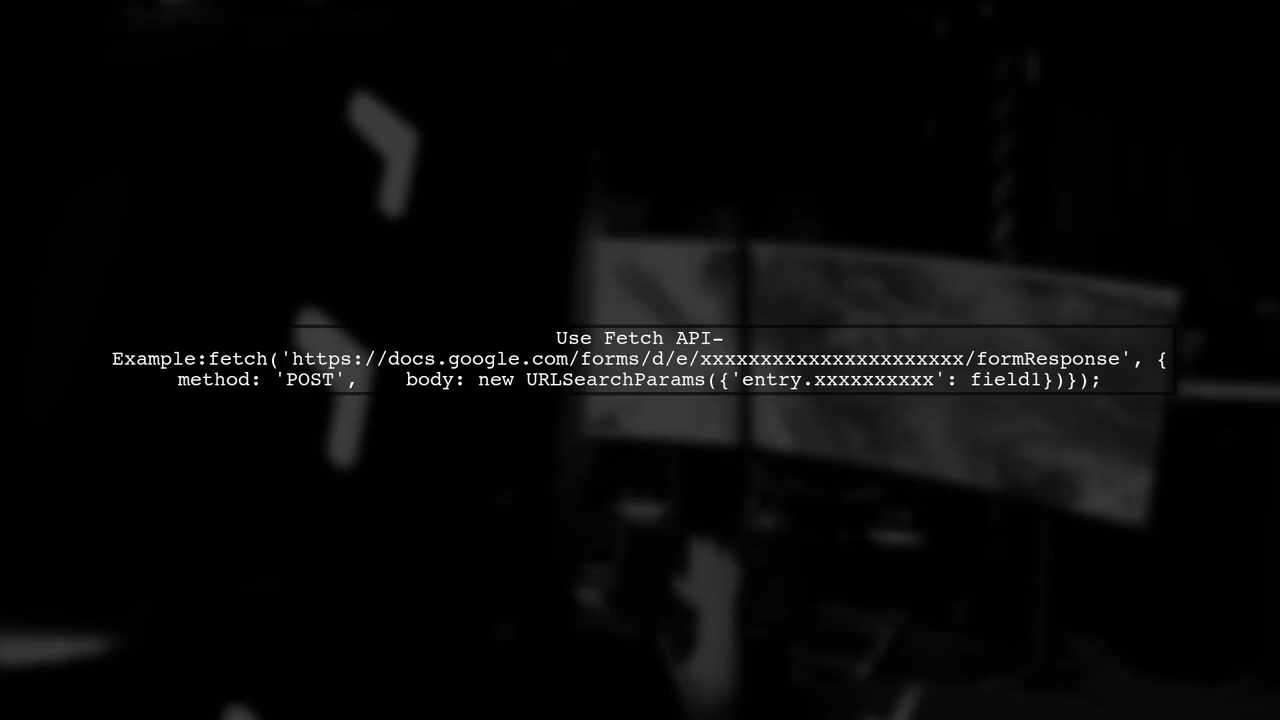 Use Fetch API-
Example:fetch('https://docs.google.com/forms/d/e/xxxxxxxxxxxxxxxxxxxxxx/formResponse', {
method: 'POST',    body: new URLSearchParams({'entry.xxxxxxxxxx': field1})});